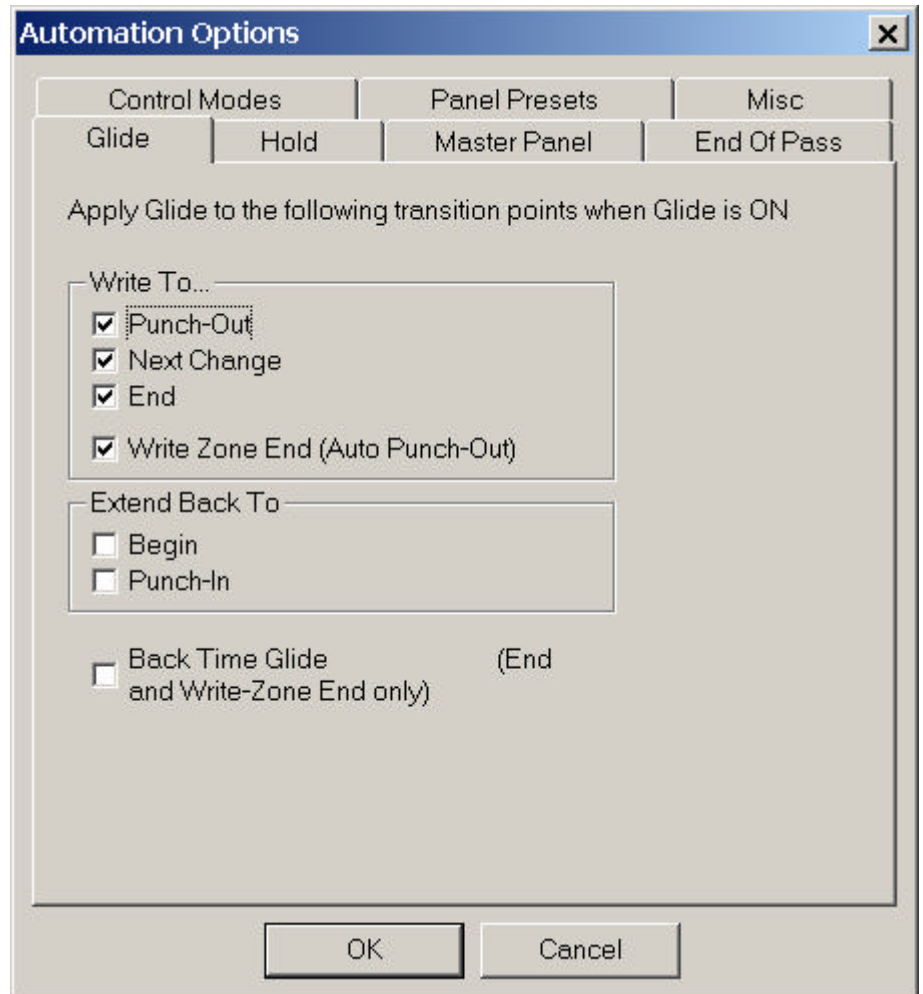 Automation Options
Control Modes Panel Presets Misc
Glide Hold Master Panel End Of Pass
Apply Glide to the following transition points when Glide is ON
Write To...
Punch-Out
Next Change
End
Write Zone End (Auto Punch-Out)
Extend Back To
Begin
Punch-In
Back Time Glide (End
and Write-Zone End only)
OK Cancel